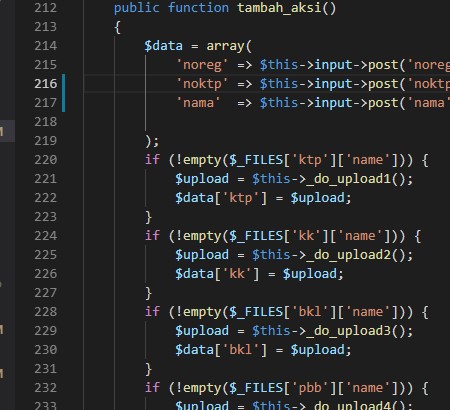 212 public function tambah_aksi()
213 {
214 $data = array(
215 'noreg' => $this->input->post('noreg
216 'noktp' => $this->input->post('noktp
217 'nama'  => $this->input->post('nama'
218
219 );
220 if (!empty($_FILES['ktp']['name'])) {
221 $upload = $this->_do_upload1();
222 $data['ktp'] = $upload;
223 }
224 if (!empty($_FILES['kk']['name'])) {
225 $upload = $this->_do_upload2();
226 $data['kk'] = $upload;
227 }
228 if (!empty($_FILES['bkl']['name'])) {
229 $upload = $this->_do_upload3();
230 $data['bkl'] = $upload;
231 }
232 if (!empty($_FILES['pbb']['name'])) {
233 $upload = $this->_do_upload4();